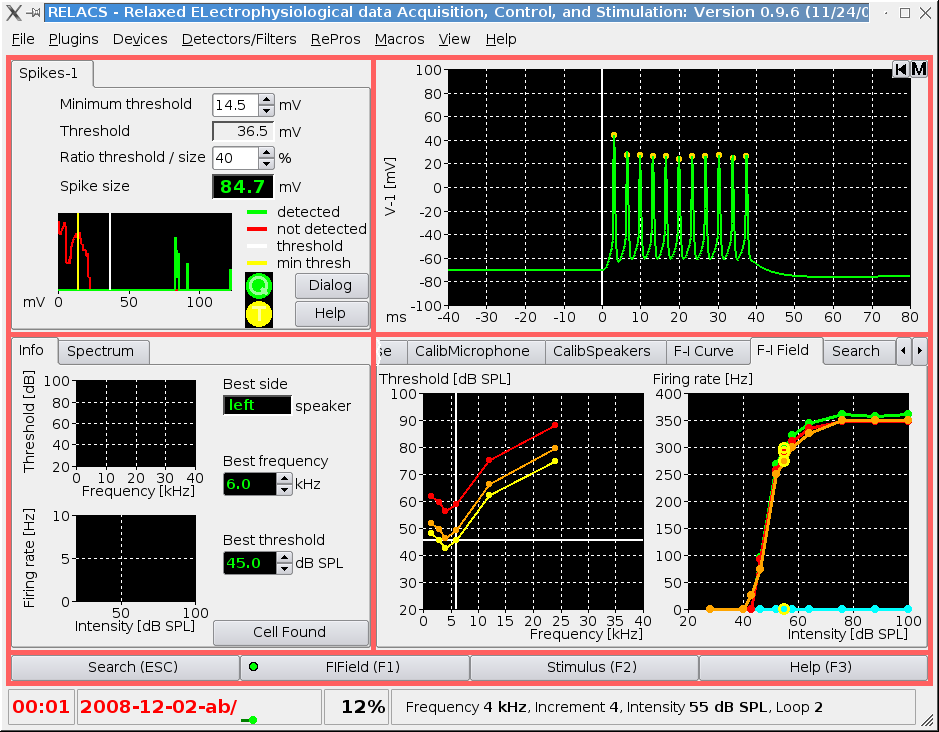 RELACS - Relaxed ELectrophysiological data Acquisition, Control, and Stimulation: Version 0.9.6 (11/24/0
File Plugins Devices Detectors/Filters RePros Macros View Help
Spikes-1
Minimum threshold 14.5 mV
Threshold 36.5 mV
Ratio threshold / size 40 %
Spike size 84.7 mV
detected
not detected
threshold
min thresh
mV 0 50 100
Q
T
Dialog
Help
M
V-1 [mV]
100
80
60
40
20
0
-20
-40
-60
-80
-100
ms -40 -30 -20 -10 0 10 20 30 40 50 60 70 80
Info Spectrum
Threshold [dB]
100
80
60
40
20
0 10 20 30 40
Frequency [kHz]
Best side
left speaker
Best frequency
6.0 kHz
Firing rate [Hz]
10
5
0
50 100
Intensity [dB SPL]
Best threshold
45.0 dB SPL
Cell Found
se CalibMicrophone CalibSpeakers F-I Curve F-I Field Search
Threshold [dB SPL]
100
90
80
70
60
50
40
30
20
0 5 10 15 20 25 30 35 40
Frequency [kHz]
Firing rate [Hz]
400
350
300
250
200
150
100
50
0
20 40 60 80 100
Intensity [dB SPL]
Search (ESC) FIField (F1) Stimulus (F2) Help (F3)
00:01 2008-12-02-ab/ 12% Frequency 4 kHz, Increment 4, Intensity 55 dB SPL, Loop 2